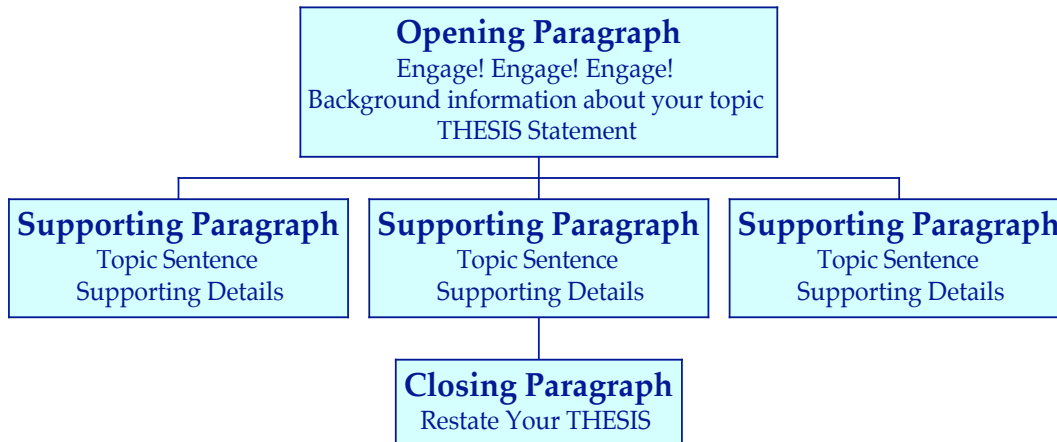 Opening Paragraph
Engage! Engage! Engage!
Background information about your topic
THESIS Statement
Supporting Paragraph
Topic Sentence
Supporting Details
Supporting Paragraph
Topic Sentence
Supporting Details
Supporting Paragraph
Topic Sentence
Supporting Details
Closing Paragraph
Restate Your THESIS